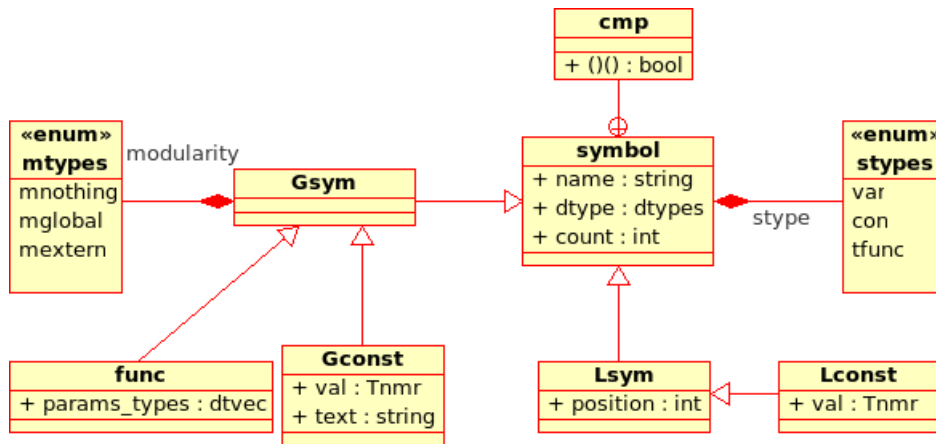 cmp
+ ()() : bool
«enum»
mtypes
mnothing
mglobal
mextern
modularity
Gsym
symbol
+ name : string
+ dtype : dtypes
+ count : int
stype
«enum»
stypes
var
con
tfunc
func
+ params_types : dtvec
Gconst
+ val : Tnmr
+ text : string
Lsym
+ position : int
Lconst
+ val : Tnmr